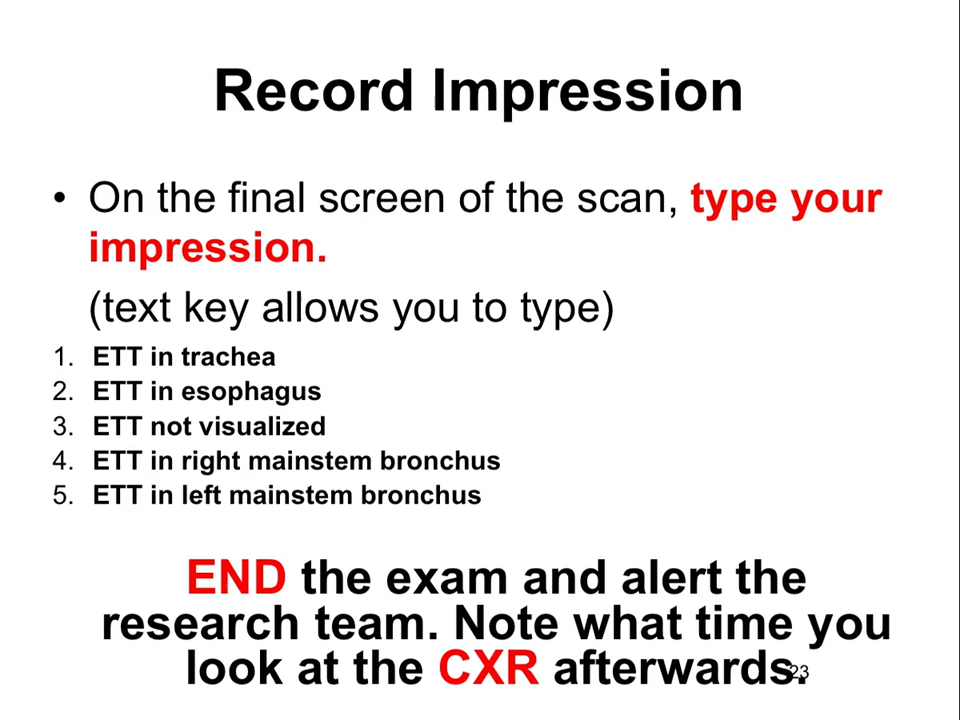 Record Impression
• On the final screen of the scan, type your
impression.
(text key allows you to type)
1. ETT in trachea
2. ETT in esophagus
3. ETT not visualized
4. ETT in right mainstem bronchus
5. ETT in left mainstem bronchus
END the exam and alert the
research team. Note what time you
look at the CXR afterwards.
23